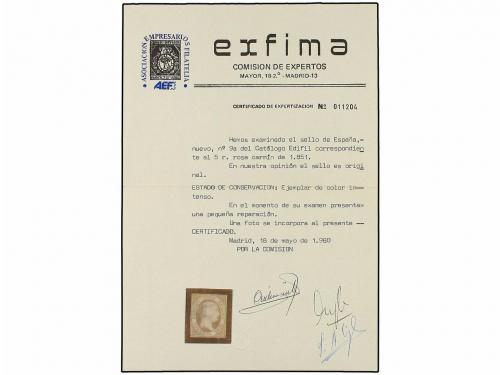 ASOCIACION EMPRESARIOS FILATELIA
AEF
exfima
COMISION DE EXPERTOS
MAYOR, 18-2.º - MADRID-13
CERTIFICADO DE EXPERTIZACION Nº 011204
Hemos examinado el sello de España,-
nuevo, nº 9a del Catálogo Edifil correspondien
te al 5 r. rosa carmín de 1.851.
En nuestra opinión el sello es origi
nal.
ESTADO DE CONSERVACION: Ejemplar de color in-
tenso.
En el momento de su examen presenta-
una pequeña reparación.
Una foto se incorpora al presente --
CERTIFICADO.
Madrid, 16 de mayo de 1.980
POR LA COMISION